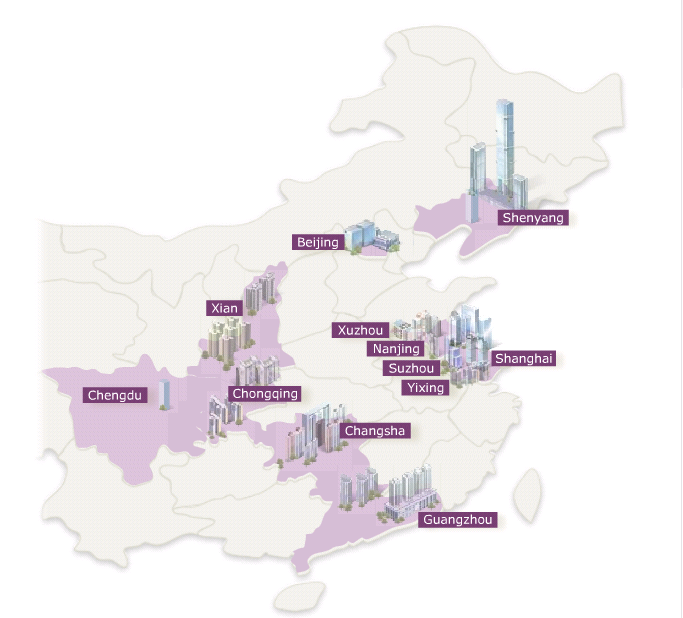 Shenyang
Beijing
Xian
Xuzhou
Nanjing
Shanghai
Suzhou
Yixing
Chengdu
Chongqing
Changsha
Guangzhou